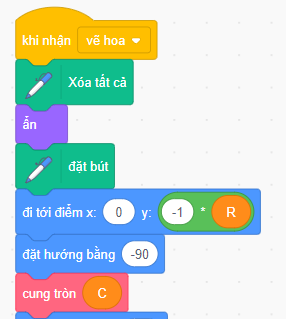 khi nhận vẽ hoa
Xóa tất cả
ẩn
đặt bút
đi tới điểm x: 0 y: -1 * R
đặt hướng bằng -90
cung tròn C